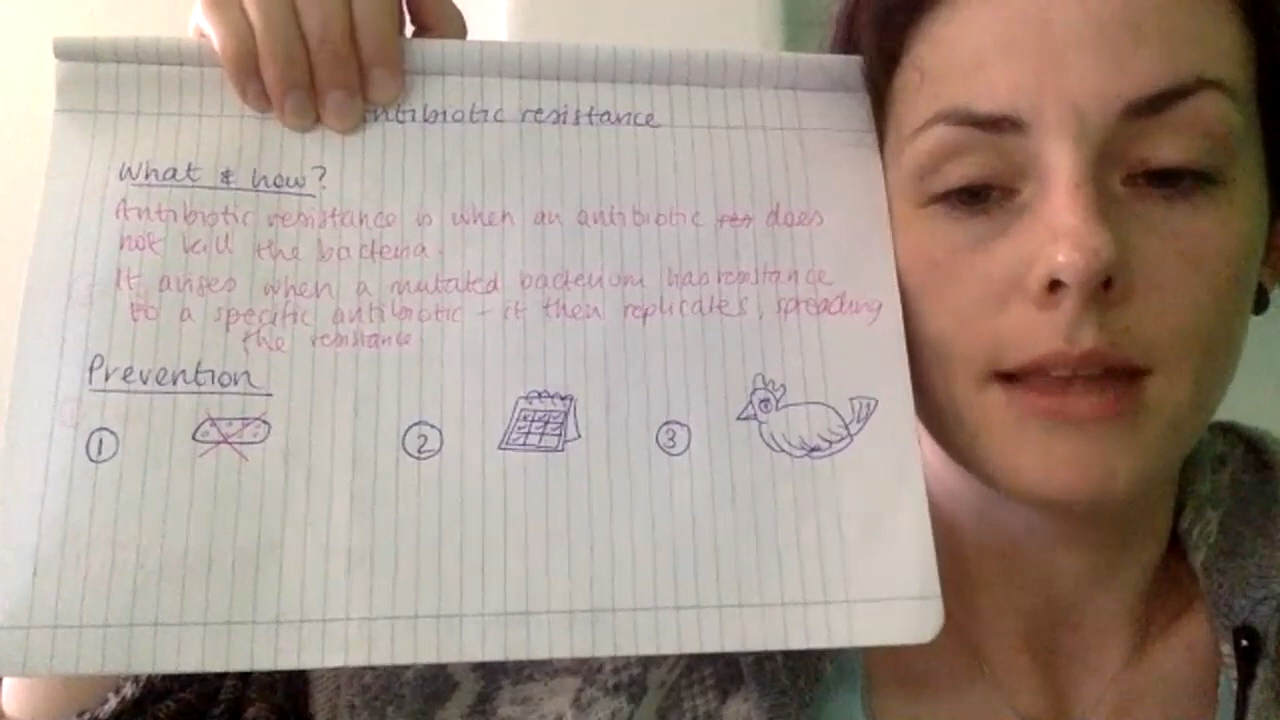 ntibiotic resistance
What & how?
Antibiotic resistance is when an antibiotic does
not kill the bacteria.
It arises when a mutated bacterium has resistance
to a specific antibiotic - it then replicates, spreading
the resistance.
Prevention
1 2 3